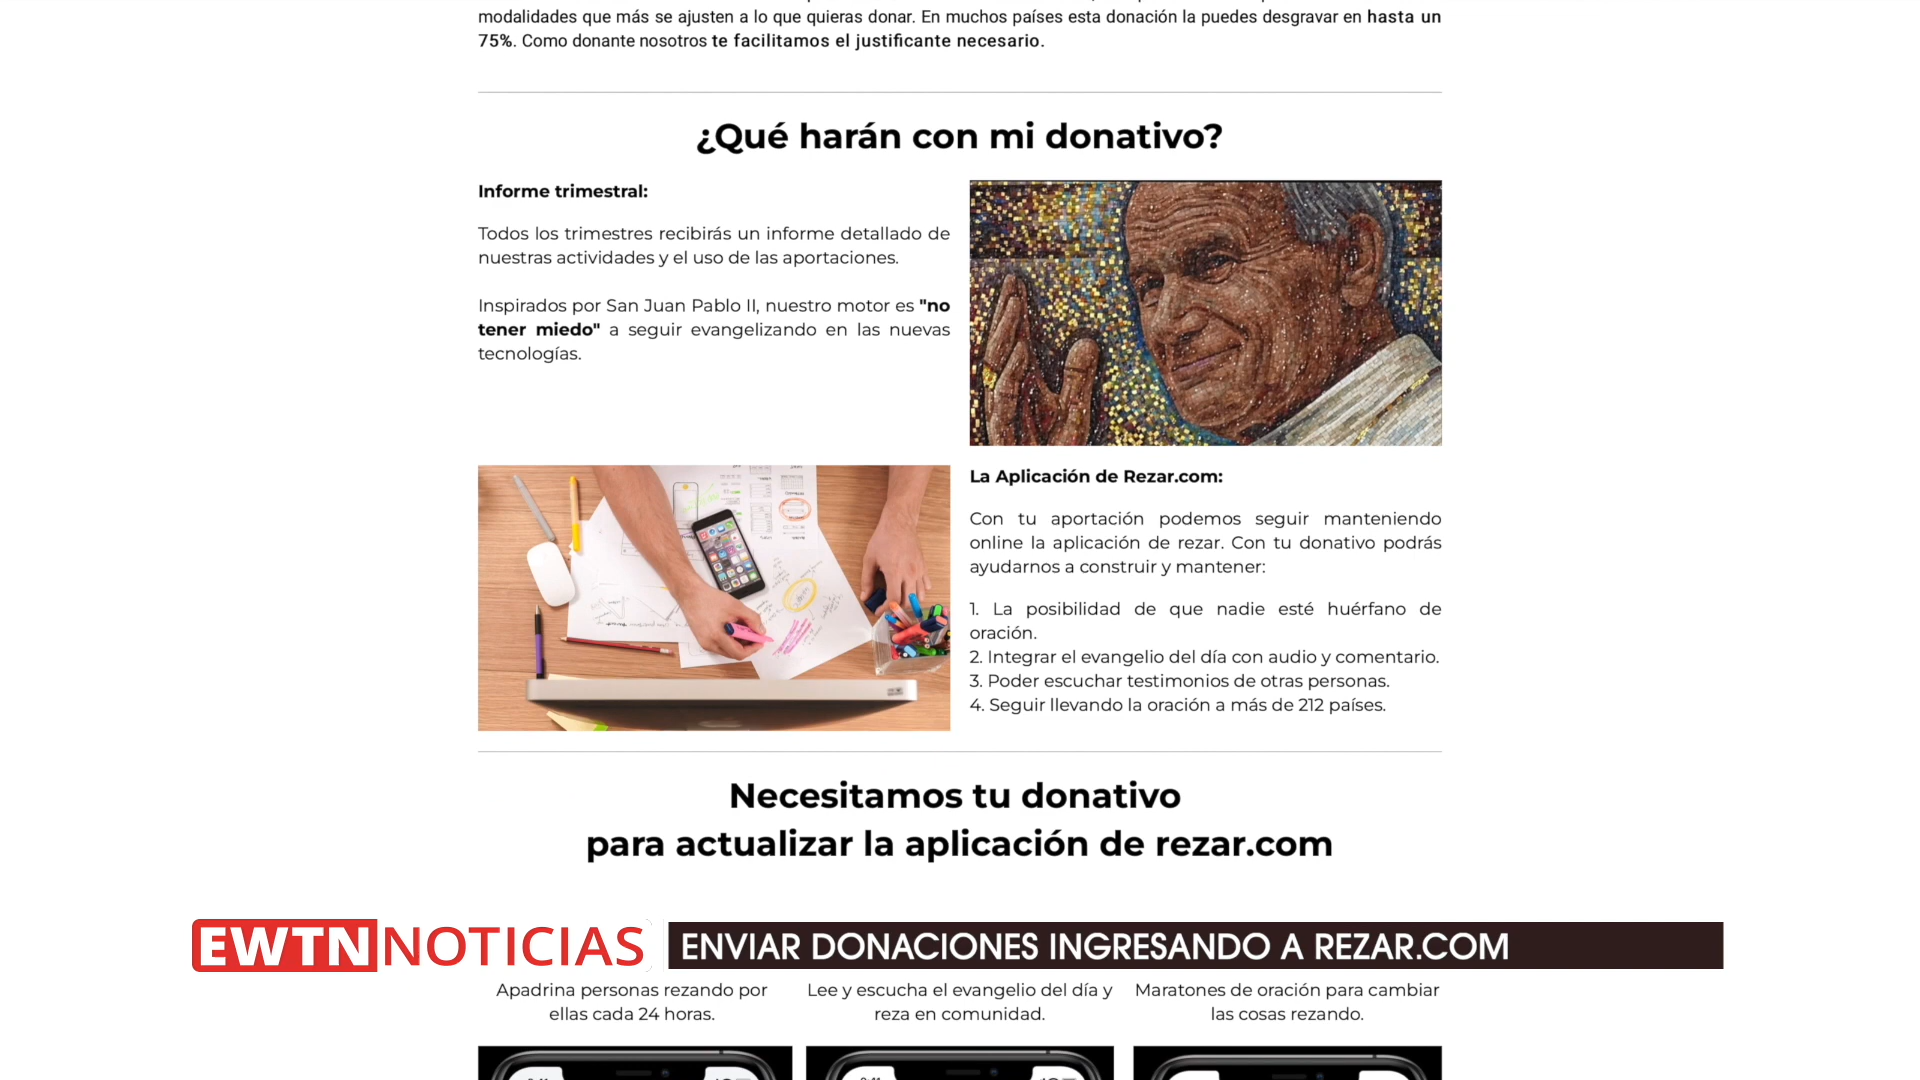 modalidades que más se ajusten a lo que quieras donar. En muchos países esta donación la puedes desgravar en hasta un
75%. Como donante nosotros te facilitamos el justificante necesario.
¿Qué harán con mi donativo?
Informe trimestral:
Todos los trimestres recibirás un informe detallado de
nuestras actividades y el uso de las aportaciones.
Inspirados por San Juan Pablo II, nuestro motor es "no
tener miedo" a seguir evangelizando en las nuevas
tecnologías.
La Aplicación de Rezar.com:
Con tu aportación podemos seguir manteniendo
online la aplicación de rezar. Con tu donativo podrás
ayudarnos a construir y mantener:
1. La posibilidad de que nadie esté huérfano de
oración.
2. Integrar el evangelio del día con audio y comentario.
3. Poder escuchar testimonios de otras personas.
4. Seguir llevando la oración a más de 212 países.
Necesitamos tu donativo
para actualizar la aplicación de rezar.com
EWTN NOTICIAS
ENVIAR DONACIONES INGRESANDO A REZAR.COM
Apadrina personas rezando por
ellas cada 24 horas.
Lee y escucha el evangelio del día y
reza en comunidad.
Maratones de oración para cambiar
las cosas rezando.